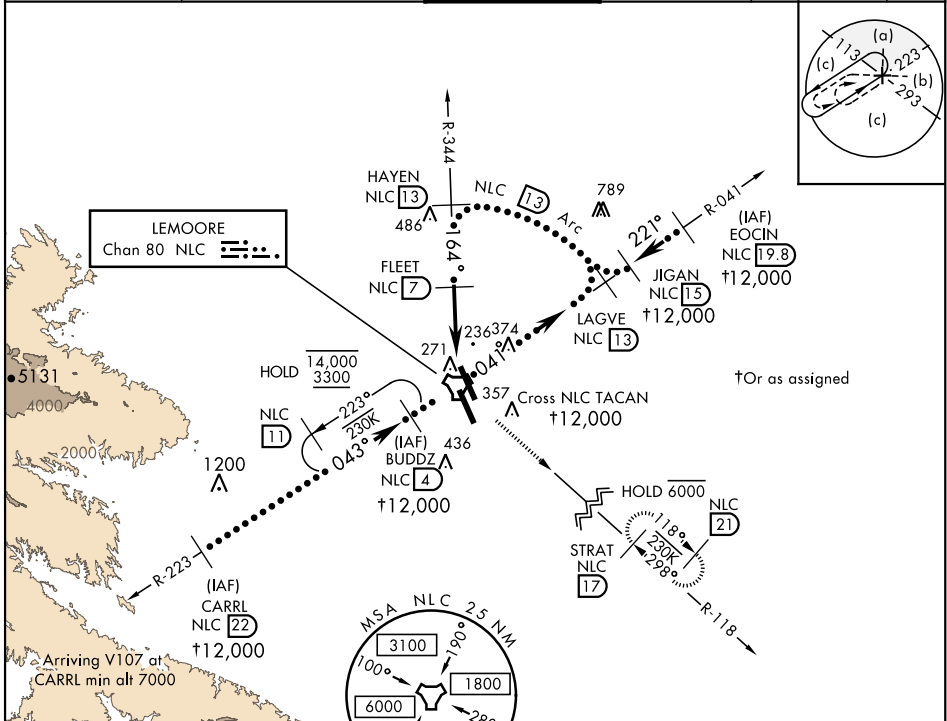 (a)
113
223
(c)
(b)
293
(c)
R-344
HAYEN
NLC 13
486
NLC 13 Arc
789
R-041
221°
(IAF)
EOCIN
NLC 19.8
†12,000
LEMOORE
Chan 80 NLC
164°
FLEET
NLC 7
JIGAN
NLC 15
†12,000
LAGVE
NLC 13
236
374
271
041°
5131
4000
HOLD 14,000
3300
†Or as assigned
357
Cross NLC TACAN
†12,000
NLC
11
223°
230K
043°
2000
(IAF)
BUDDZ
NLC 4
†12,000
436
1200
HOLD 6000
NLC
21
118°
230K
298°
STRAT
NLC
17
R-223
R-118
(IAF)
CARRL
NLC 22
†12,000
Arriving V107 at
CARRL min alt 7000
MSA NLC 25 NM
3100
190°
100°
1800
6000